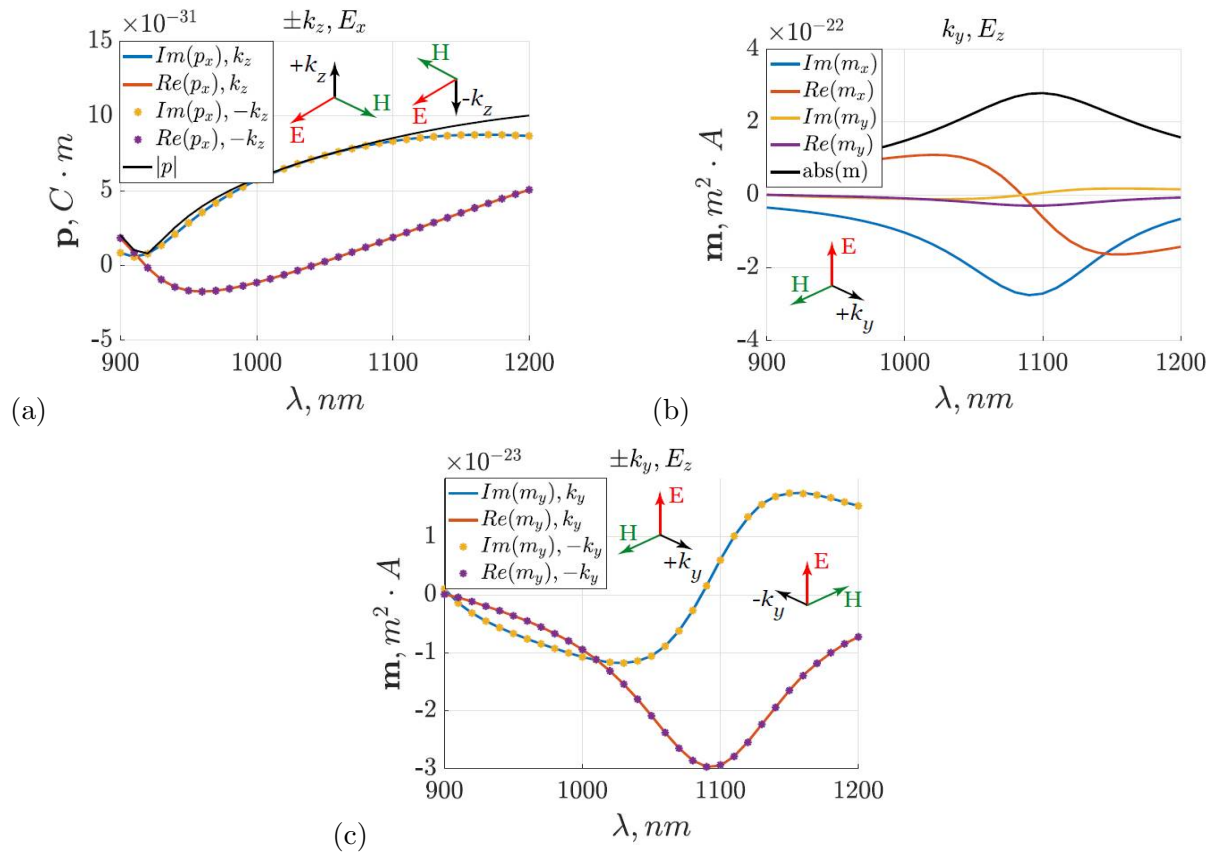 ×10^-31
±k_z, E_x
15
10
5
0
-5
p, C · m
Im(p_x), k_z
Re(p_x), k_z
Im(p_x), -k_z
Re(p_x), -k_z
|p|
+k_z
H
E
H
E
-k_z
900 1000 1100 1200
λ, nm
(a)
×10^-22
k_y, E_z
4
2
0
-2
-4
m, m^2 · A
Im(m_x)
Re(m_x)
Im(m_y)
Re(m_y)
abs(m)
E
H
+k_y
900 1000 1100 1200
λ, nm
(b)
×10^-23
±k_y, E_z
1
0
-1
-2
-3
m, m^2 · A
Im(m_y), k_y
Re(m_y), k_y
Im(m_y), -k_y
Re(m_y), -k_y
E
H
+k_y
E
-k_y
H
900 1000 1100 1200
λ, nm
(c)